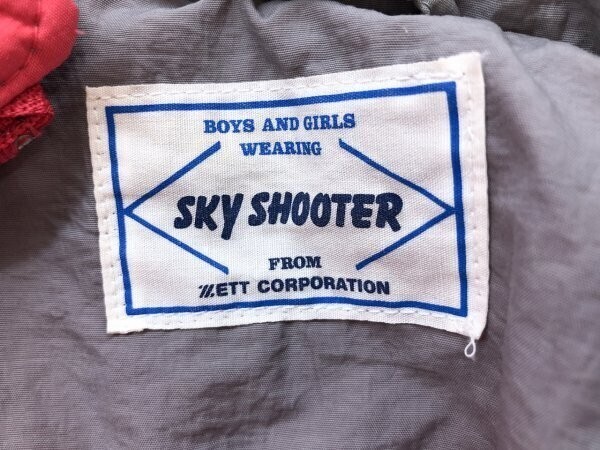 BOYS AND GIRLS
WEARING
SKY SHOOTER
FROM
ZETT CORPORATION